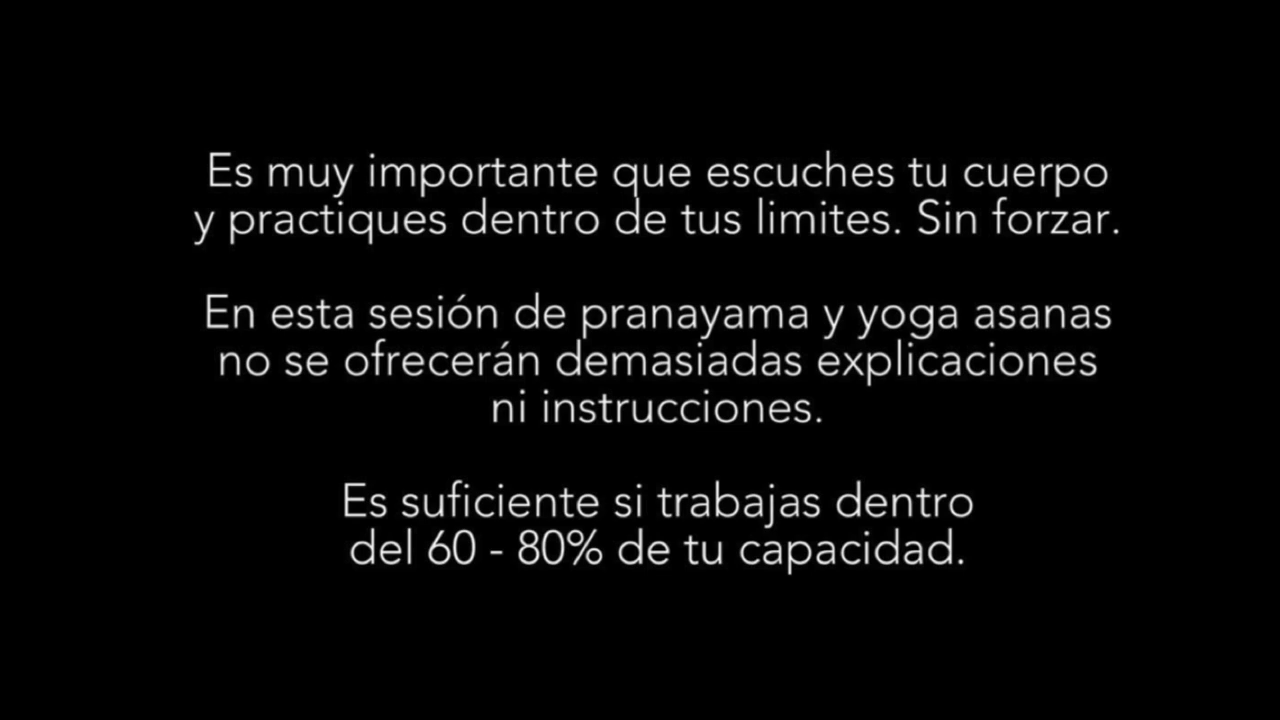 Es muy importante que escuches tu cuerpo
y practiques dentro de tus limites. Sin forzar.
En esta sesión de pranayama y yoga asanas
no se ofrecerán demasiadas explicaciones
ni instrucciones.
Es suficiente si trabajas dentro
del 60 - 80% de tu capacidad.